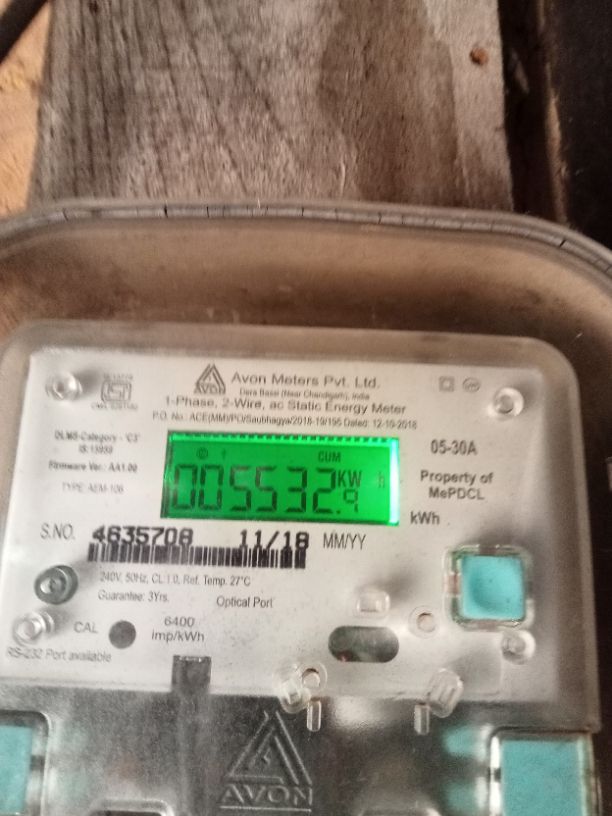 AVON
Avon Meters Pvt. Ltd.
Dera Bassi (Near Chandigarh), India
1-Phase, 2-Wire, ac Static Energy Meter
P.O. No.: ACE(MM)/PO/Saubhagya/2018-19/195 Dated: 12-10-2018
DLMS-Category - 'C3'
IS:15959
Firmware Ver.: AA1.00
TYPE: AEM-106
CUM
005532.9 KW h
05-30A
Property of
MePDCL
kWh
S.NO. 4635708 11/18 MM/YY
240V, 50Hz, CL 1.0, Ref. Temp. 27°C
Guarantee: 3Yrs.
Optical Port
CAL
6400
imp/kWh
RS-232 Port available
AVON